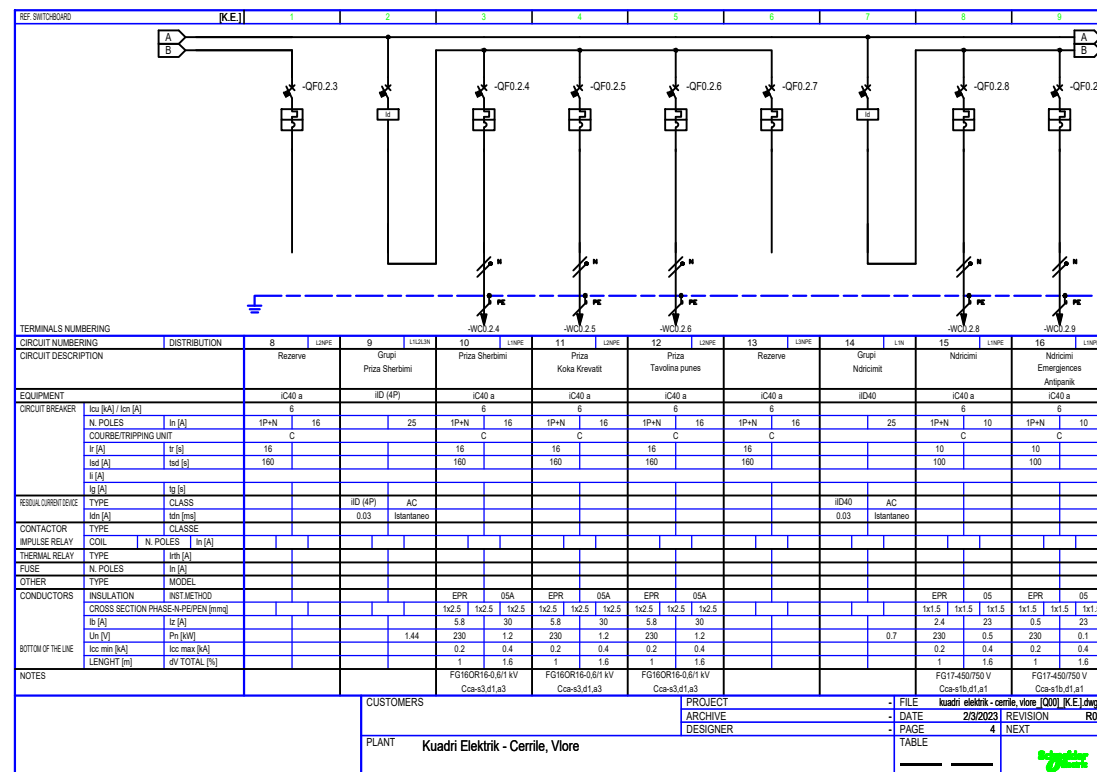 REF. SWITCHBOARD [K.E.] 1 2 3 4 5 6 7 8 9
A A
B B
-QF0.2.3 -QF0.2.4 -QF0.2.5 -QF0.2.6 -QF0.2.7 -QF0.2.8 -QF0.2
Id Id
N N N N N
PE PE PE PE PE
TERMINALS NUMBERING -WC0.2.4 -WC0.2.5 -WC0.2.6 -WC0.2.8 -WC0.2.9
CIRCUIT NUMBERING DISTRIBUTION 8 L2NPE 9 L1L2L3N 10 L1NPE 11 L2NPE 12 L2NPE 13 L3NPE 14 L1N 15 L1NPE 16 L1NPE
CIRCUIT DESCRIPTION Rezerve Grupi Priza Sherbimi Priza Priza Rezerve Grupi Ndricimi Ndricimi
Priza Sherbimi Koka Krevatit Tavolina punes Ndricimit Emergjences
Antipanik
EQUIPMENT iC40 a iID (4P) iC40 a iC40 a iC40 a iC40 a iID40 iC40 a iC40 a
CIRCUIT BREAKER Icu [kA] / Icn [A] 6 6 6 6 6 6 6
N. POLES In [A] 1P+N 16 25 1P+N 16 1P+N 16 1P+N 16 1P+N 16 25 1P+N 10 1P+N 10
COURBE/TRIPPING UNIT C C C C C C C
Ir [A] tr [s] 16 16 16 16 16 10 10
Isd [A] tsd [s] 160 160 160 160 160 100 100
Ii [A]
Ig [A] tg [s]
RESIDUAL CURRENT DEVICE TYPE CLASS iID (4P) AC iID40 AC
Idn [A] tdn [ms] 0.03 Istantaneo 0.03 Istantaneo
CONTACTOR TYPE CLASSE
IMPULSE RELAY COIL N. POLES In [A]
THERMAL RELAY TYPE Irth [A]
FUSE N. POLES In [A]
OTHER TYPE MODEL
CONDUCTORS INSULATION INST.METHOD EPR 05A EPR 05A EPR 05A EPR 05 EPR 05
CROSS SECTION PHASE-N-PE/PEN [mmq] 1x2.5 1x2.5 1x2.5 1x2.5 1x2.5 1x2.5 1x2.5 1x2.5 1x2.5 1x1.5 1x1.5 1x1.5 1x1.5 1x1.5 1x1.5
Ib [A] Iz [A] 5.8 30 5.8 30 5.8 30 2.4 23 0.5 23
Un [V] Pn [kW] 1.44 230 1.2 230 1.2 230 1.2 0.7 230 0.5 230 0.1
BOTTOM OF THE LINE Icc min [kA] Icc max [kA] 0.2 0.4 0.2 0.4 0.2 0.4 0.2 0.4 0.2 0.4
LENGHT [m] dV TOTAL [%] 1 1.6 1 1.6 1 1.6 1 1.6 1 1.6
NOTES FG16OR16-0,6/1 kV FG16OR16-0,6/1 kV FG16OR16-0,6/1 kV FG17-450/750 V FG17-450/750 V
Cca-s3,d1,a3 Cca-s3,d1,a3 Cca-s3,d1,a3 Cca-s1b,d1,a1 Cca-s1b,d1,a1
CUSTOMERS PROJECT - FILE kuadri elektrik - cerrile, vlore_[Q00]_[K.E.].dwg
ARCHIVE - DATE 2/3/2023 REVISION R0
DESIGNER - PAGE 4 NEXT
PLANT Kuadri Elektrik - Cerrile, Vlore TABLE
Schneider Electric